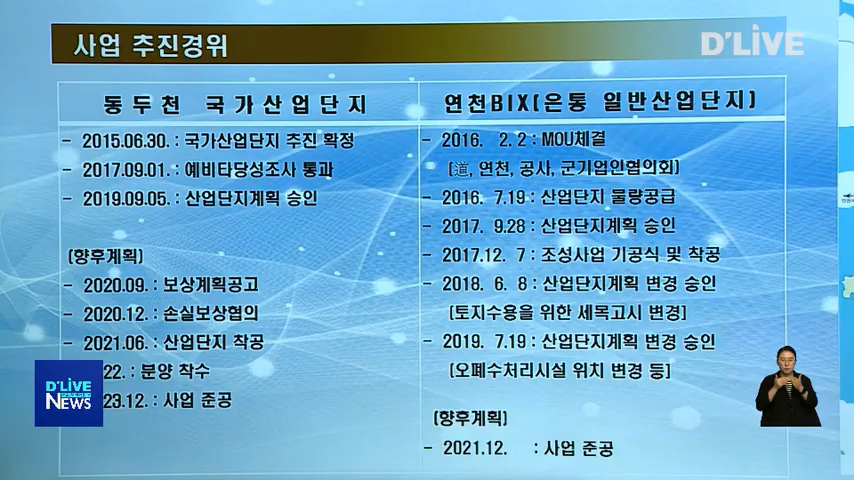 사업 추진경위
D'LIVE
동두천 국가산업단지
- 2015.06.30. : 국가산업단지 추진 확정
- 2017.09.01. : 예비타당성조사 통과
- 2019.09.05. : 산업단지계획 승인
(향후계획)
- 2020.09. : 보상계획공고
- 2020.12. : 손실보상협의
- 2021.06. : 산업단지 착공
22. : 분양 착수
23.12. : 사업 준공
연천BIX(은통 일반산업단지)
- 2016. 2. 2 : MOU체결
(道, 연천, 공사, 군기업인협의회)
- 2016. 7.19 : 산업단지 물량공급
- 2017. 9.28 : 산업단지계획 승인
- 2017.12. 7 : 조성사업 기공식 및 착공
- 2018. 6. 8 : 산업단지계획 변경 승인
[토지수용을 위한 세목고시 변경]
- 2019. 7.19 : 산업단지계획 변경 승인
[오폐수처리시설 위치 변경 등]
(향후계획)
- 2021.12. : 사업 준공
D'LIVE
NEWS